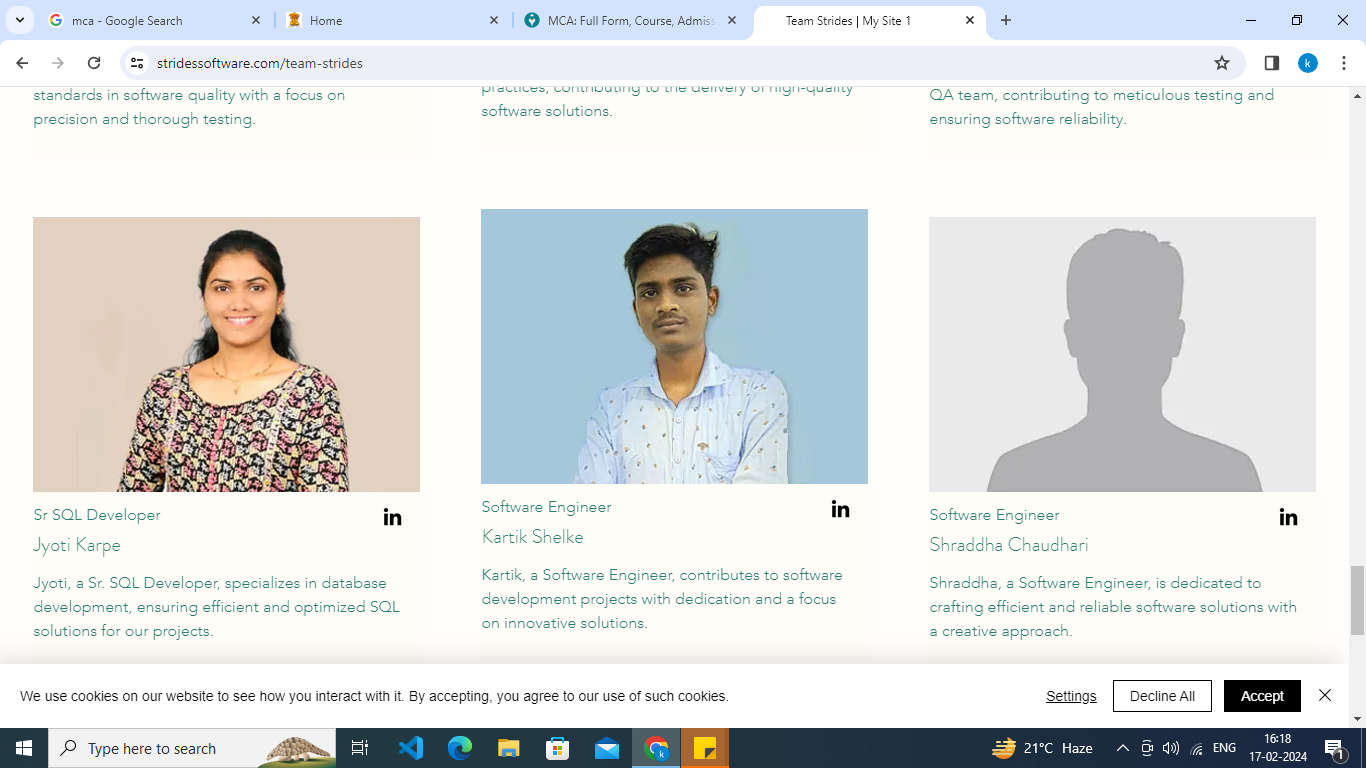 mca - Google Search
Home
MCA: Full Form, Course, Admiss
Team Strides | My Site 1
stridessoftware.com/team-strides
k
standards in software quality with a focus on
precision and thorough testing.
practices, contributing to the delivery of high-quality
software solutions.
QA team, contributing to meticulous testing and
ensuring software reliability.
Sr SQL Developer
in
Jyoti Karpe
Jyoti, a Sr. SQL Developer, specializes in database
development, ensuring efficient and optimized SQL
solutions for our projects.
Software Engineer
in
Kartik Shelke
Kartik, a Software Engineer, contributes to software
development projects with dedication and a focus
on innovative solutions.
Software Engineer
in
Shraddha Chaudhari
Shraddha, a Software Engineer, is dedicated to
crafting efficient and reliable software solutions with
a creative approach.
We use cookies on our website to see how you interact with it. By accepting, you agree to our use of such cookies.
Settings
Decline All
Accept
Type here to search
k
21°C Haze
ENG
16:18
17-02-2024
1